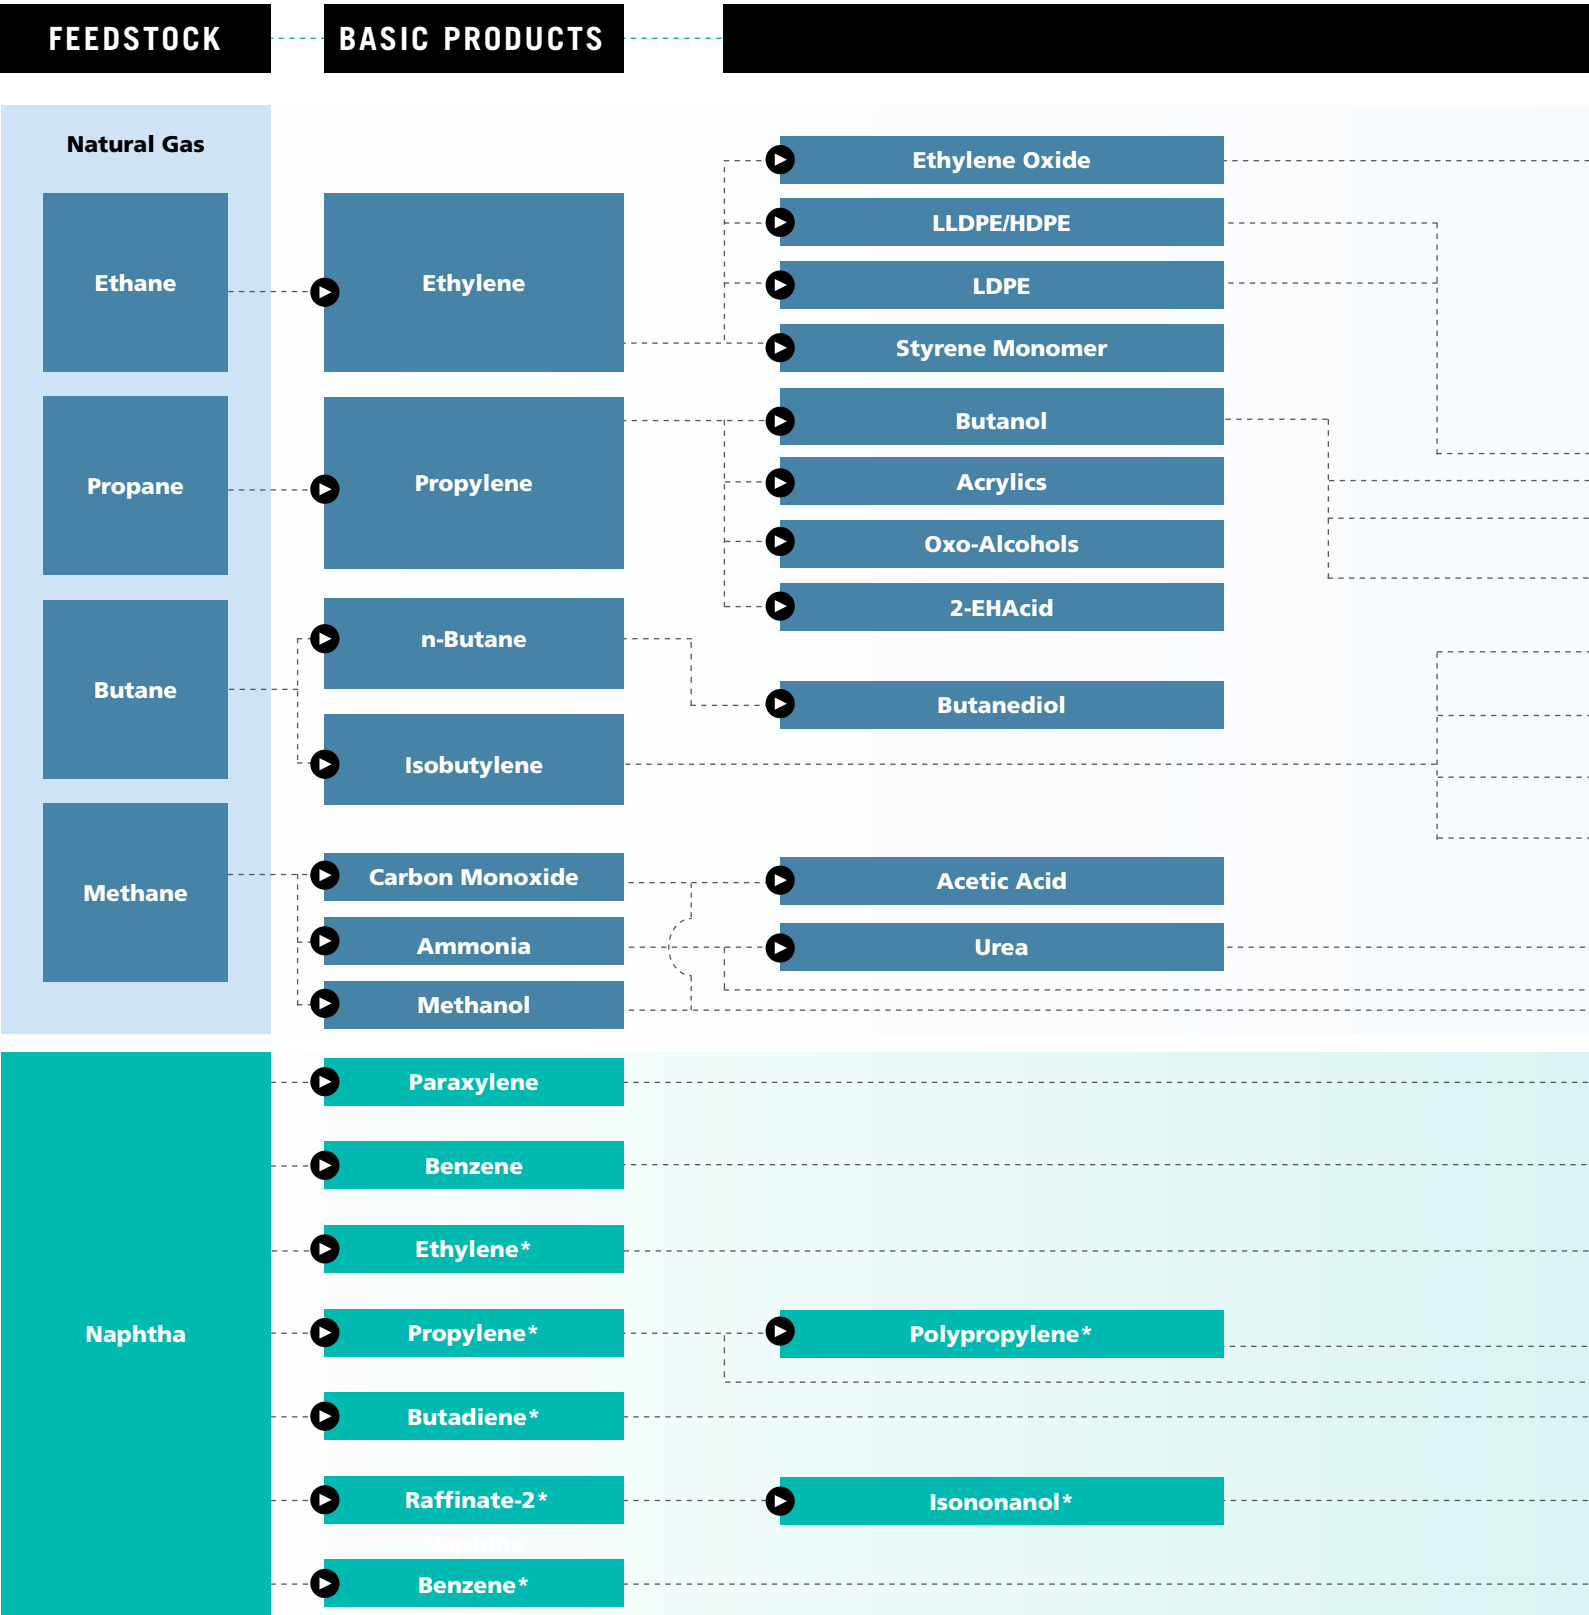 FEEDSTOCK
BASIC PRODUCTS
Natural Gas
Ethane
Propane
Butane
Methane
Ethylene
Propylene
n-Butane
Isobutylene
Carbon Monoxide
Ammonia
Methanol
Ethylene Oxide
LLDPE/HDPE
LDPE
Styrene Monomer
Butanol
Acrylics
Oxo-Alcohols
2-EHAcid
Butanediol
Acetic Acid
Urea
Naphtha
Paraxylene
Benzene
Ethylene*
Propylene*
Butadiene*
Raffinate-2*
Naphtha
Benzene*
Polypropylene*
Isononanol*